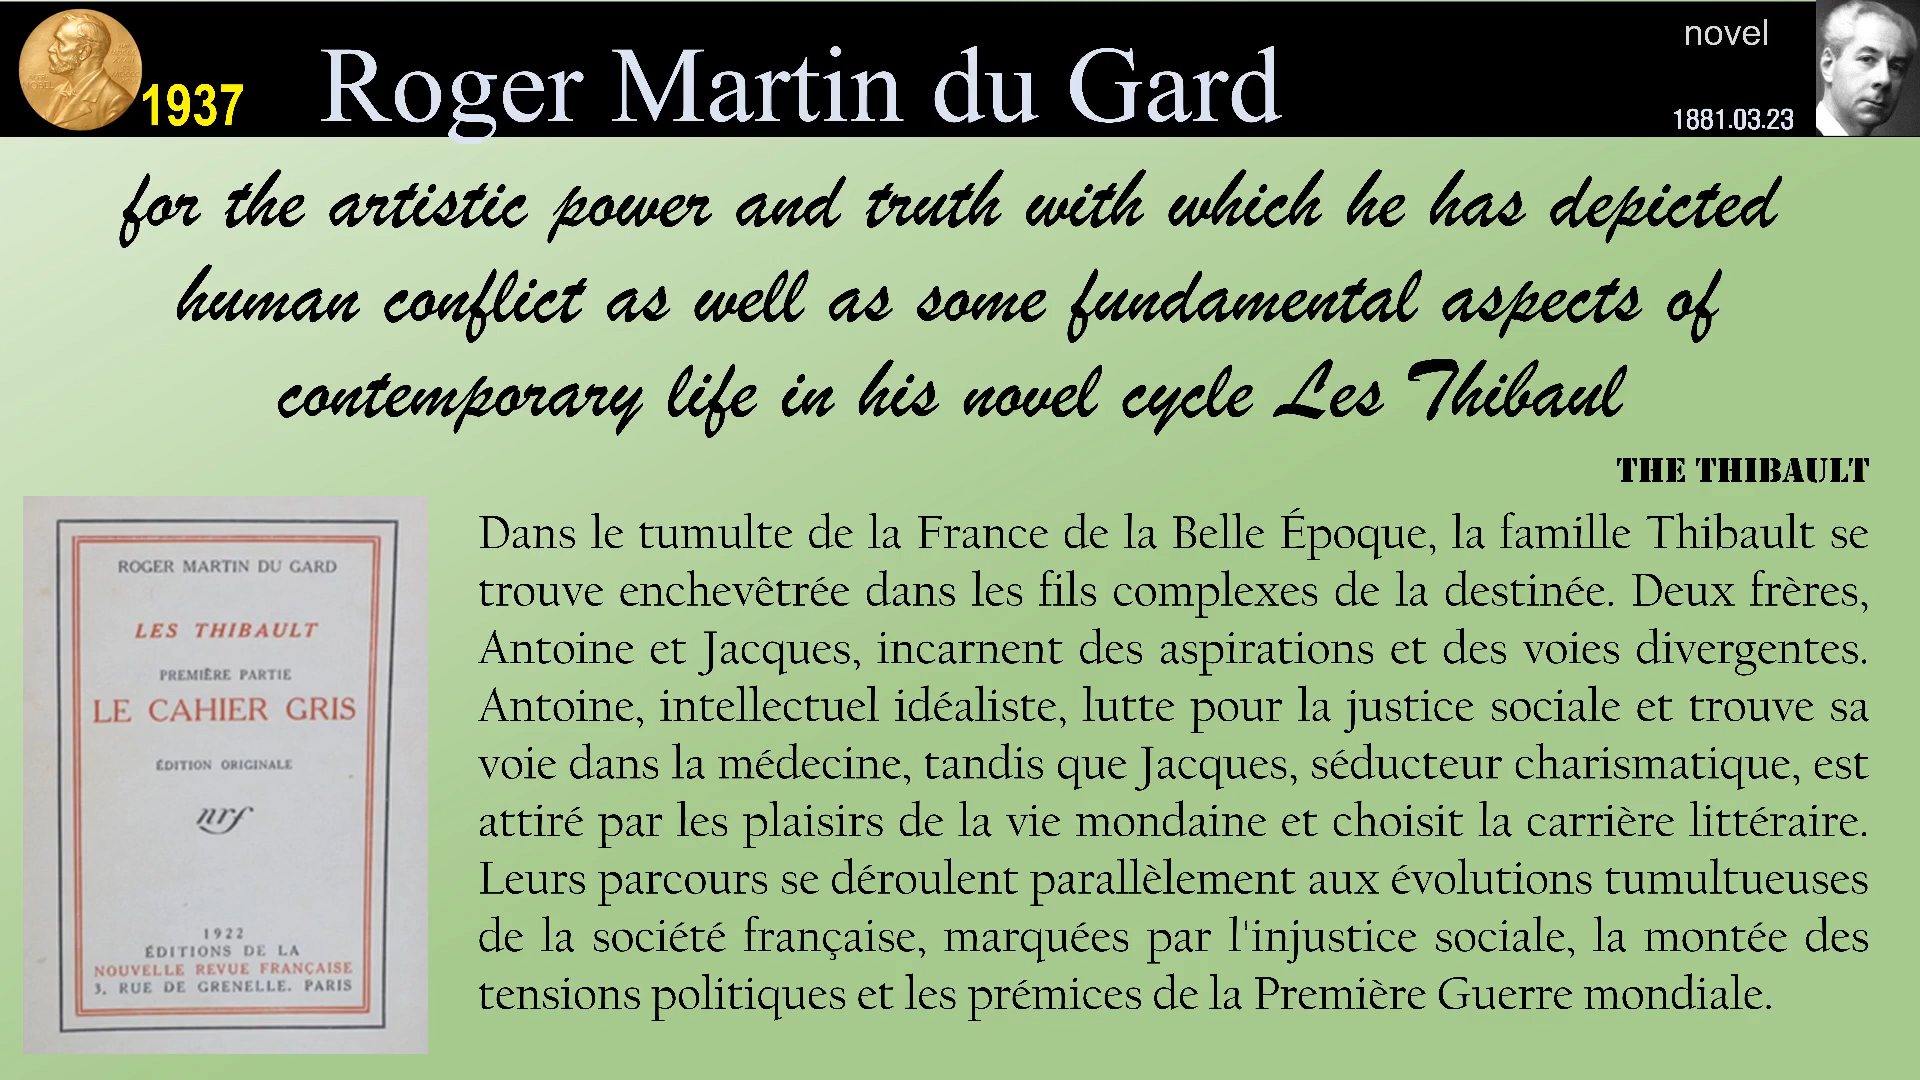 1937
Roger Martin du Gard
novel
1881.03.23
for the artistic power and truth with which he has depicted
human conflict as well as some fundamental aspects of
contemporary life in his novel cycle Les Thibaul
THE THIBAULT
ROGER MARTIN DU GARD
LES THIBAULT
PREMIÈRE PARTIE
LE CAHIER GRIS
ÉDITION ORIGINALE
nrf
1922
ÉDITIONS DE LA
NOUVELLE REVUE FRANÇAISE
3, RUE DE GRENELLE. PARIS
Dans le tumulte de la France de la Belle Époque, la famille Thibault se
trouve enchevêtrée dans les fils complexes de la destinée. Deux frères,
Antoine et Jacques, incarnent des aspirations et des voies divergentes.
Antoine, intellectuel idéaliste, lutte pour la justice sociale et trouve sa
voie dans la médecine, tandis que Jacques, séducteur charismatique, est
attiré par les plaisirs de la vie mondaine et choisit la carrière littéraire.
Leurs parcours se déroulent parallèlement aux évolutions tumultueuses
de la société française, marquées par l'injustice sociale, la montée des
tensions politiques et les prémices de la Première Guerre mondiale.